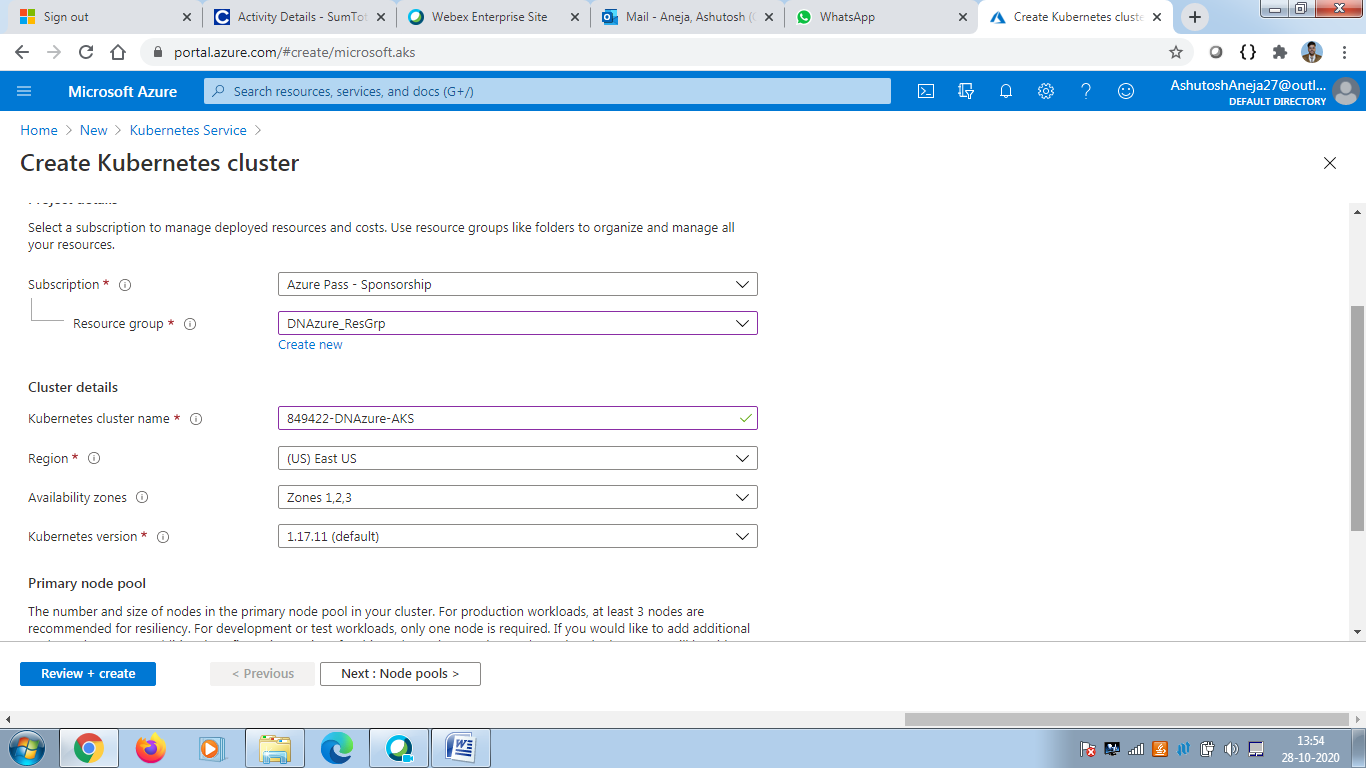 Sign out
Activity Details - SumTot
Webex Enterprise Site
Mail - Aneja, Ashutosh (
WhatsApp
Create Kubernetes cluste
portal.azure.com/#create/microsoft.aks
Microsoft Azure
Search resources, services, and docs (G+/)
AshutoshAneja27@outl...
DEFAULT DIRECTORY
Home > New > Kubernetes Service >
Create Kubernetes cluster
Project details
Select a subscription to manage deployed resources and costs. Use resource groups like folders to organize and manage all
your resources.
Subscription *
Azure Pass - Sponsorship
Resource group *
DNAzure_ResGrp
Create new
Cluster details
Kubernetes cluster name *
849422-DNAzure-AKS
Region *
(US) East US
Availability zones
Zones 1,2,3
Kubernetes version *
1.17.11 (default)
Primary node pool
The number and size of nodes in the primary node pool in your cluster. For production workloads, at least 3 nodes are
recommended for resiliency. For development or test workloads, only one node is required. If you would like to add additional
Review + create
< Previous
Next : Node pools >
13:54
28-10-2020